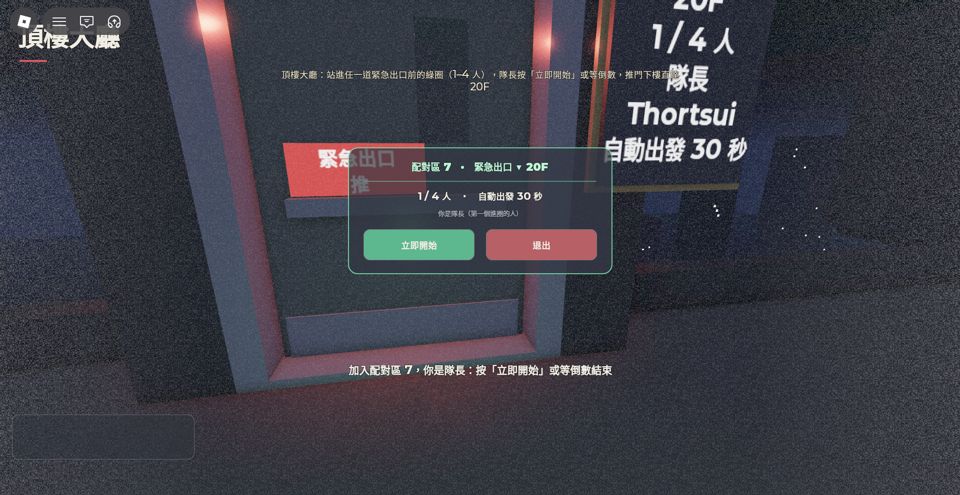 頂樓大廳
頂樓大廳：站進任一道緊急出口前的綠圈（1–4 人），隊長按「立即開始」或等倒數，推門下樓直
20F
20F
1 / 4 人
隊長
Thortsui
自動出發 30 秒
緊急出口
推
配對區 7 • 緊急出口 ▼ 20F
1 / 4 人 • 自動出發 30 秒
你是隊長（第一個進圈的人）
立即開始
退出
加入配對區 7，你是隊長：按「立即開始」或等倒數結束